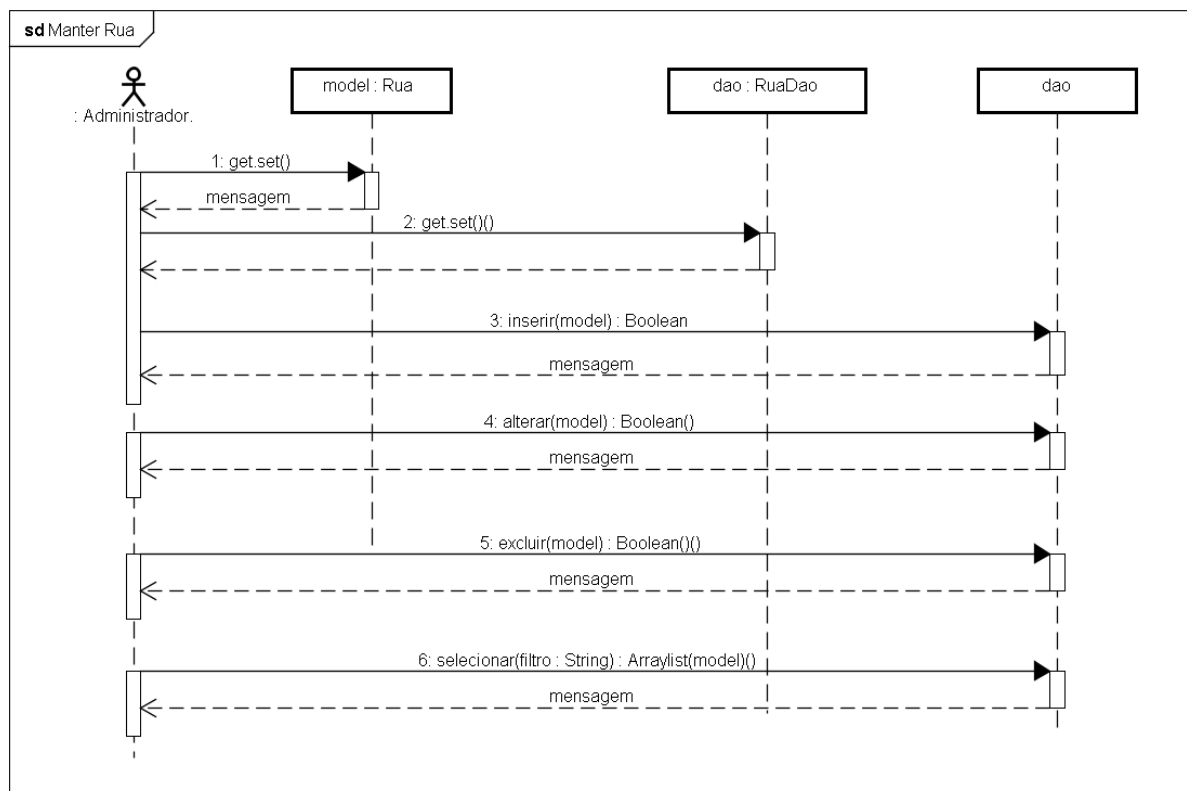 sd Manter Rua
: Administrador.
model : Rua
dao : RuaDao
dao
1: get.set()
mensagem
2: get.set()()
3: inserir(model) : Boolean
mensagem
4: alterar(model) : Boolean()
mensagem
5: excluir(model) : Boolean()()
mensagem
6: selecionar(filtro : String) : Arraylist(model)()
mensagem